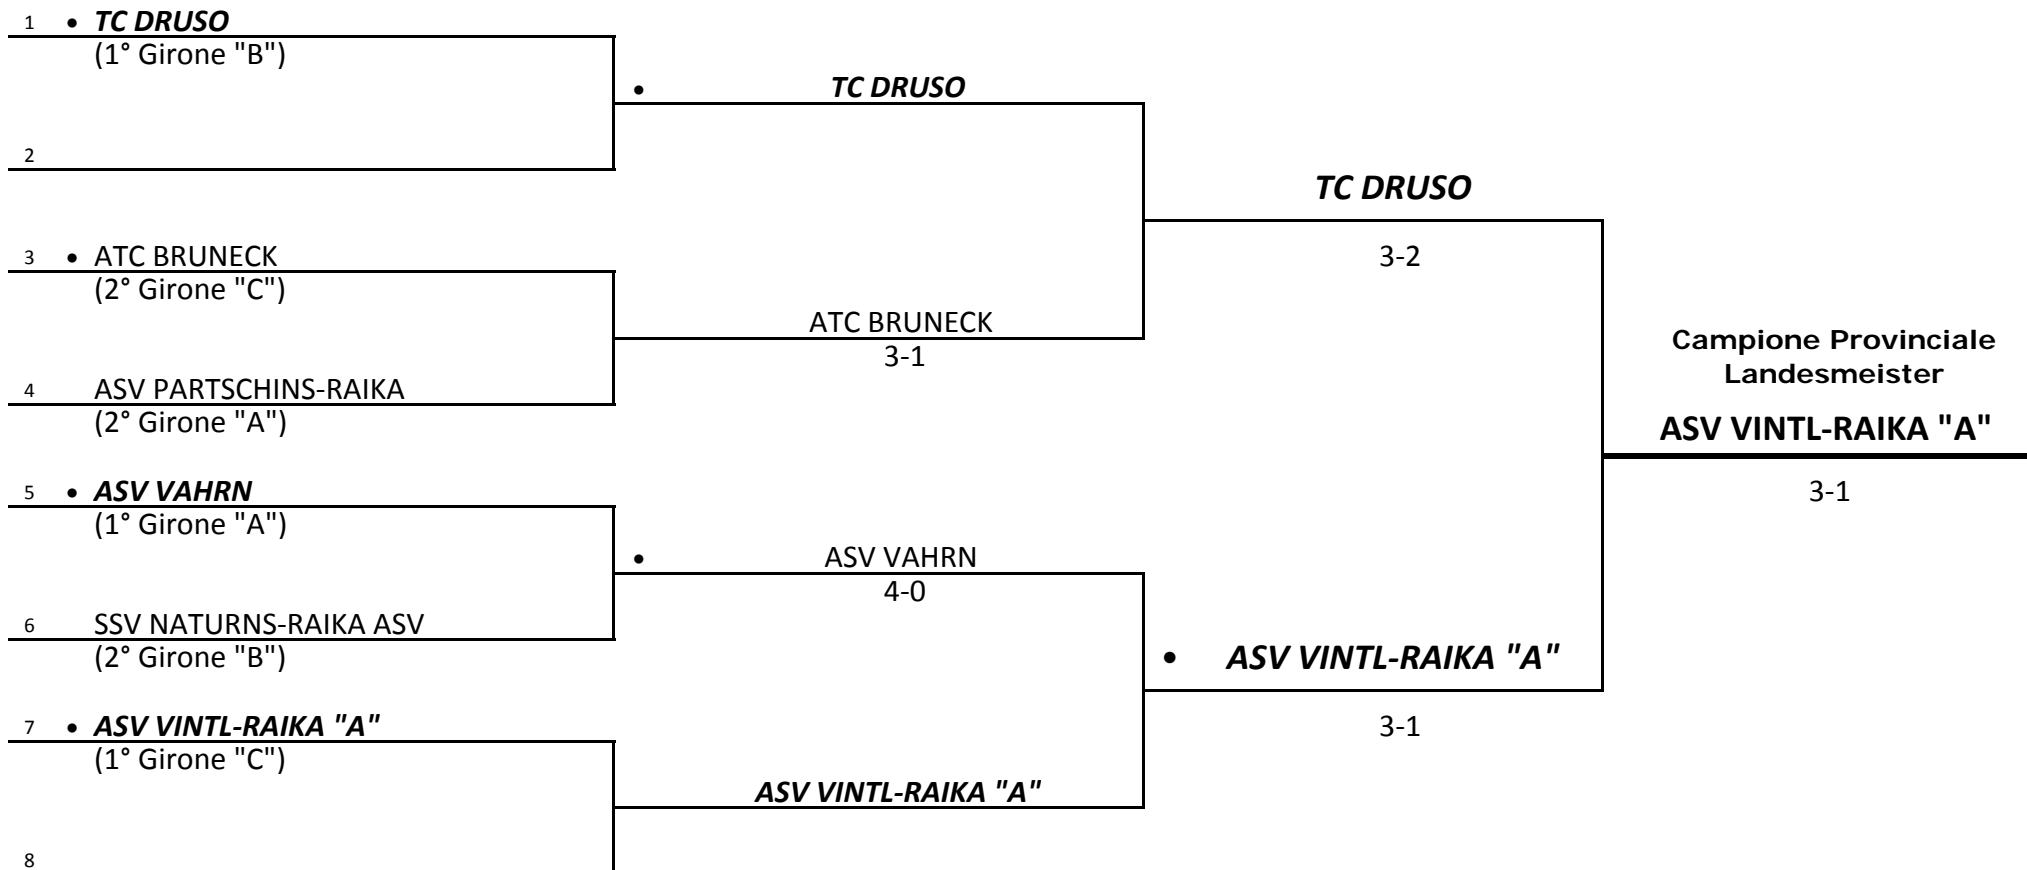 1 • TC DRUSO
(1° Girone "B")
• TC DRUSO
2
TC DRUSO
3 • ATC BRUNECK
3-2
(2° Girone "C")
ATC BRUNECK
3-1
Campione Provinciale
Landesmeister
4 ASV PARTSCHINS-RAIKA
(2° Girone "A")
ASV VINTL-RAIKA "A"
5 • ASV VAHRN
3-1
(1° Girone "A")
• ASV VAHRN
4-0
6 SSV NATURNS-RAIKA ASV
(2° Girone "B")
• ASV VINTL-RAIKA "A"
7 • ASV VINTL-RAIKA "A"
3-1
(1° Girone "C")
ASV VINTL-RAIKA "A"
8